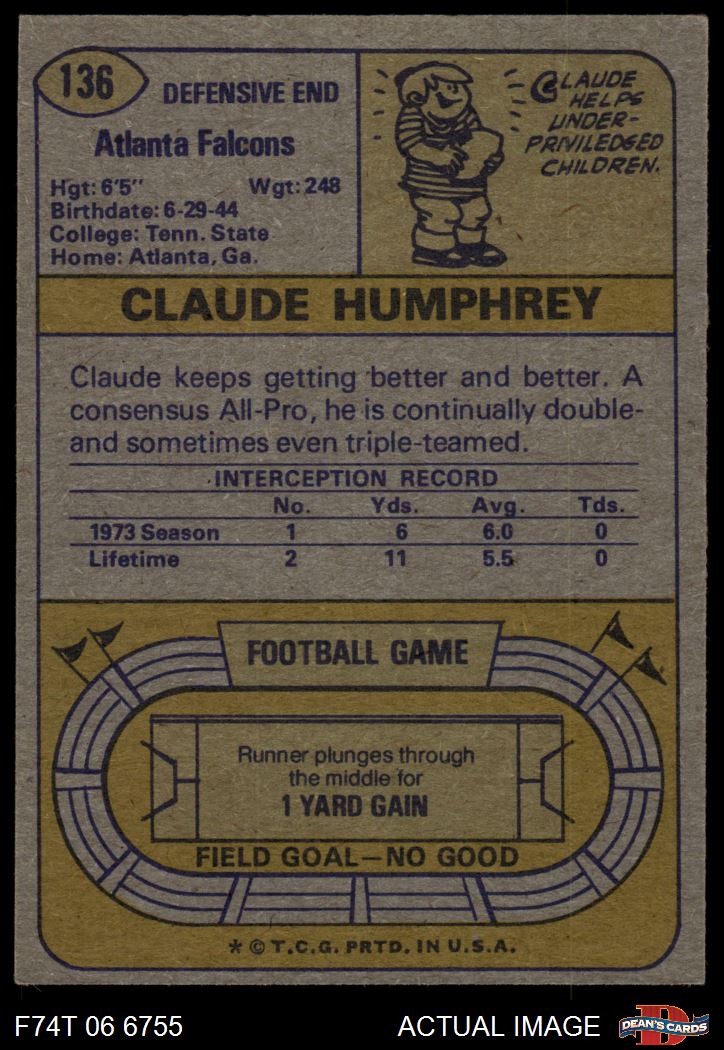 136
DEFENSIVE END
Atlanta Falcons
Hgt: 6'5" Wgt: 248
Birthdate: 6-29-44
College: Tenn. State
Home: Atlanta, Ga.
CLAUDE
HELPS
UNDER-
PRIVILEDGED
CHILDREN.
CLAUDE HUMPHREY
Claude keeps getting better and better. A
consensus All-Pro, he is continually double-
and sometimes even triple-teamed.
INTERCEPTION RECORD
No. Yds. Avg. Tds.
1973 Season 1 6 6.0 0
Lifetime 2 11 5.5 0
FOOTBALL GAME
Runner plunges through
the middle for
1 YARD GAIN
FIELD GOAL—NO GOOD
* © T.C.G. PRTD. IN U.S.A.
F74T 06 6755 ACTUAL IMAGE
D
DEAN'S CARDS